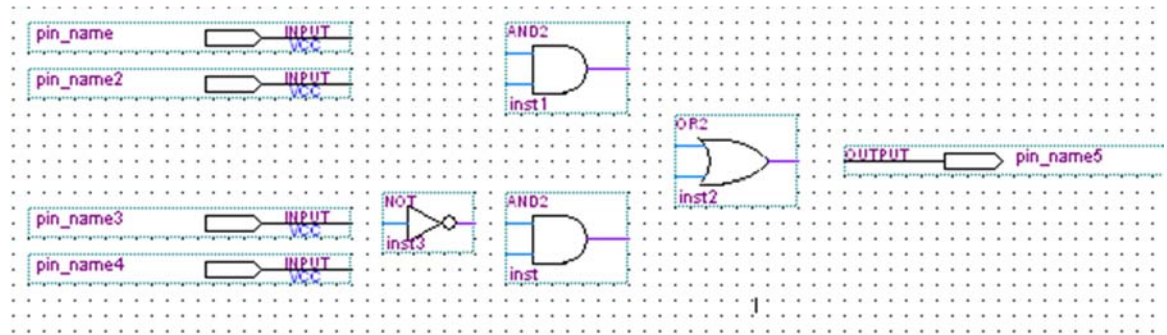 pin_name
INPUT
VCC
pin_name2
INPUT
VCC
AND2
inst1
OR2
inst2
OUTPUT
pin_name5
pin_name3
INPUT
VCC
NOT
inst3
AND2
inst
pin_name4
INPUT
VCC